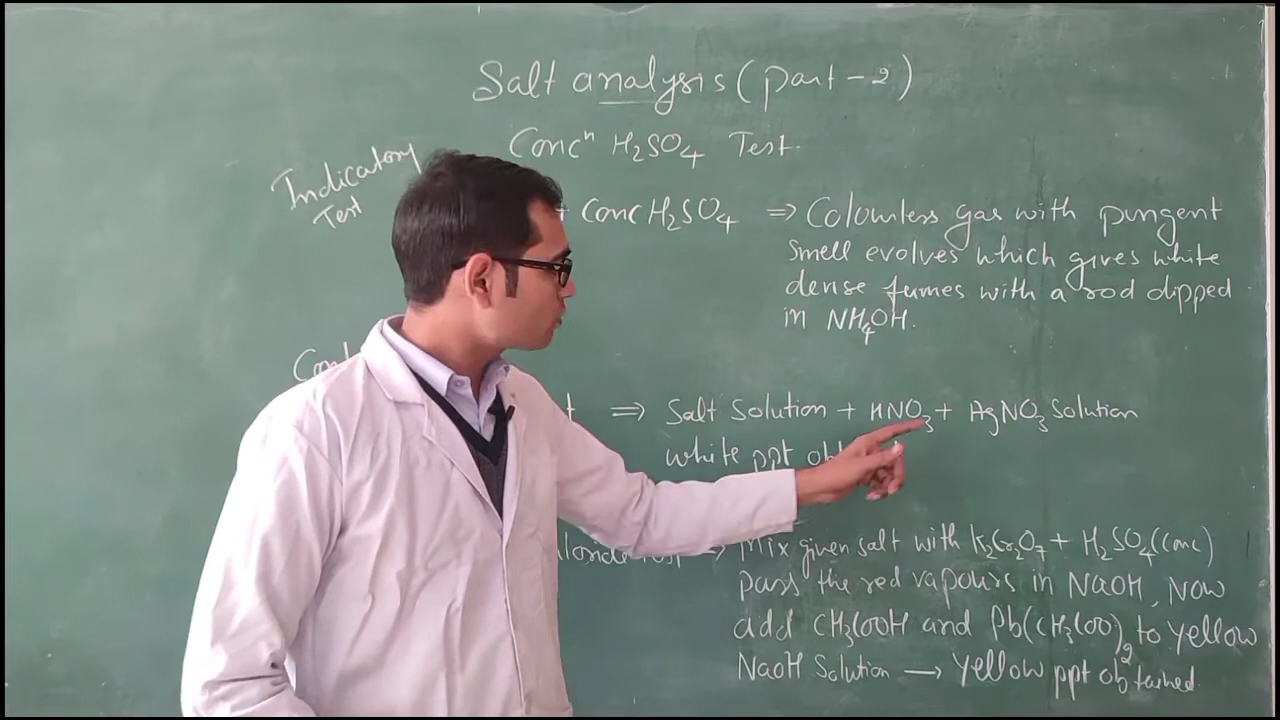 Salt analysis (part-2)
Concⁿ H₂SO₄ Test.
Indicatory
Test
+ Conc H₂SO₄ ⇒ Colourless gas with pungent
smell evolves which gives white
dense fumes with a rod dipped
in NH₄OH.
⇒ Salt Solution + HNO₃ + AgNO₃ Solution
white ppt
→ Mix given salt with K₂Cr₂O₇ + H₂SO₄ (conc)
pass the red vapours in NaOH, Now
add CH₃COOH and Pb(CH₃COO)₂ to yellow
NaOH Solution → yellow ppt obtained.